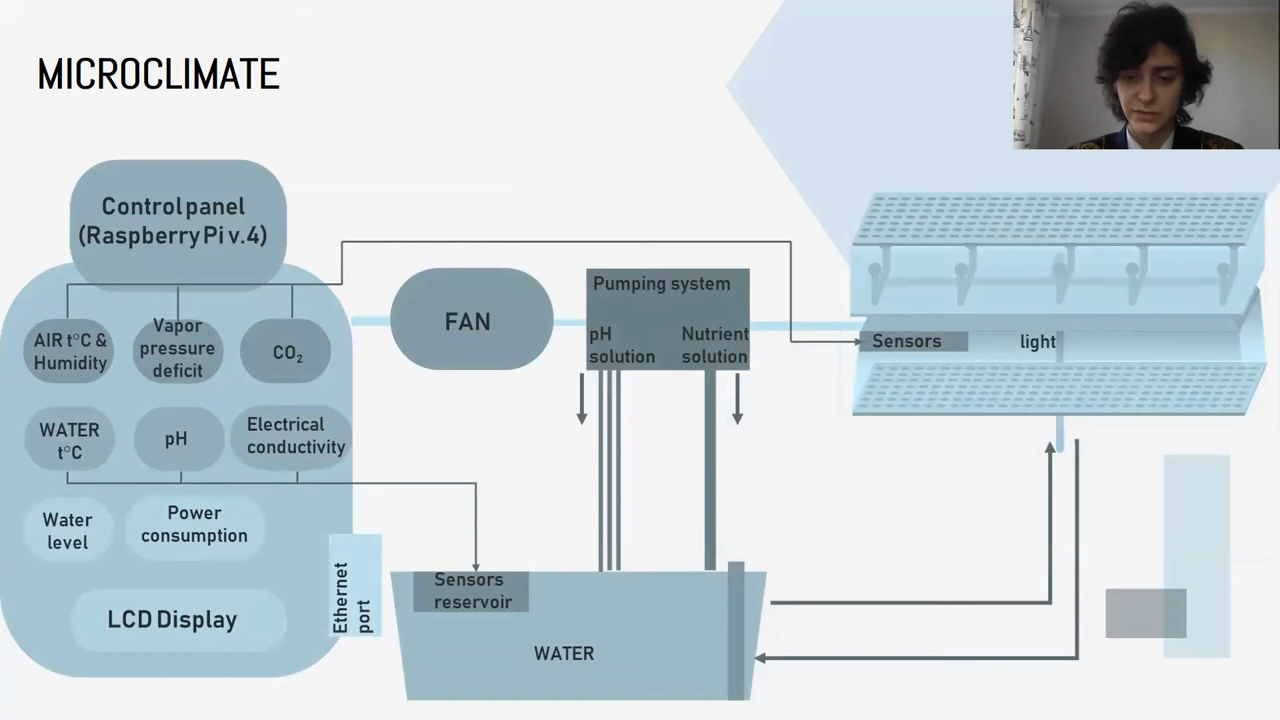 MICROCLIMATE
Control panel
(Raspberry Pi v.4)
AIR t°C &
Humidity
Vapor
pressure
deficit
CO₂
WATER
t°C
pH
Electrical
conductivity
Water
level
Power
consumption
LCD Display
Ethernet
port
FAN
Pumping system
pH
solution
Nutrient
solution
Sensors
light
Sensors
reservoir
WATER